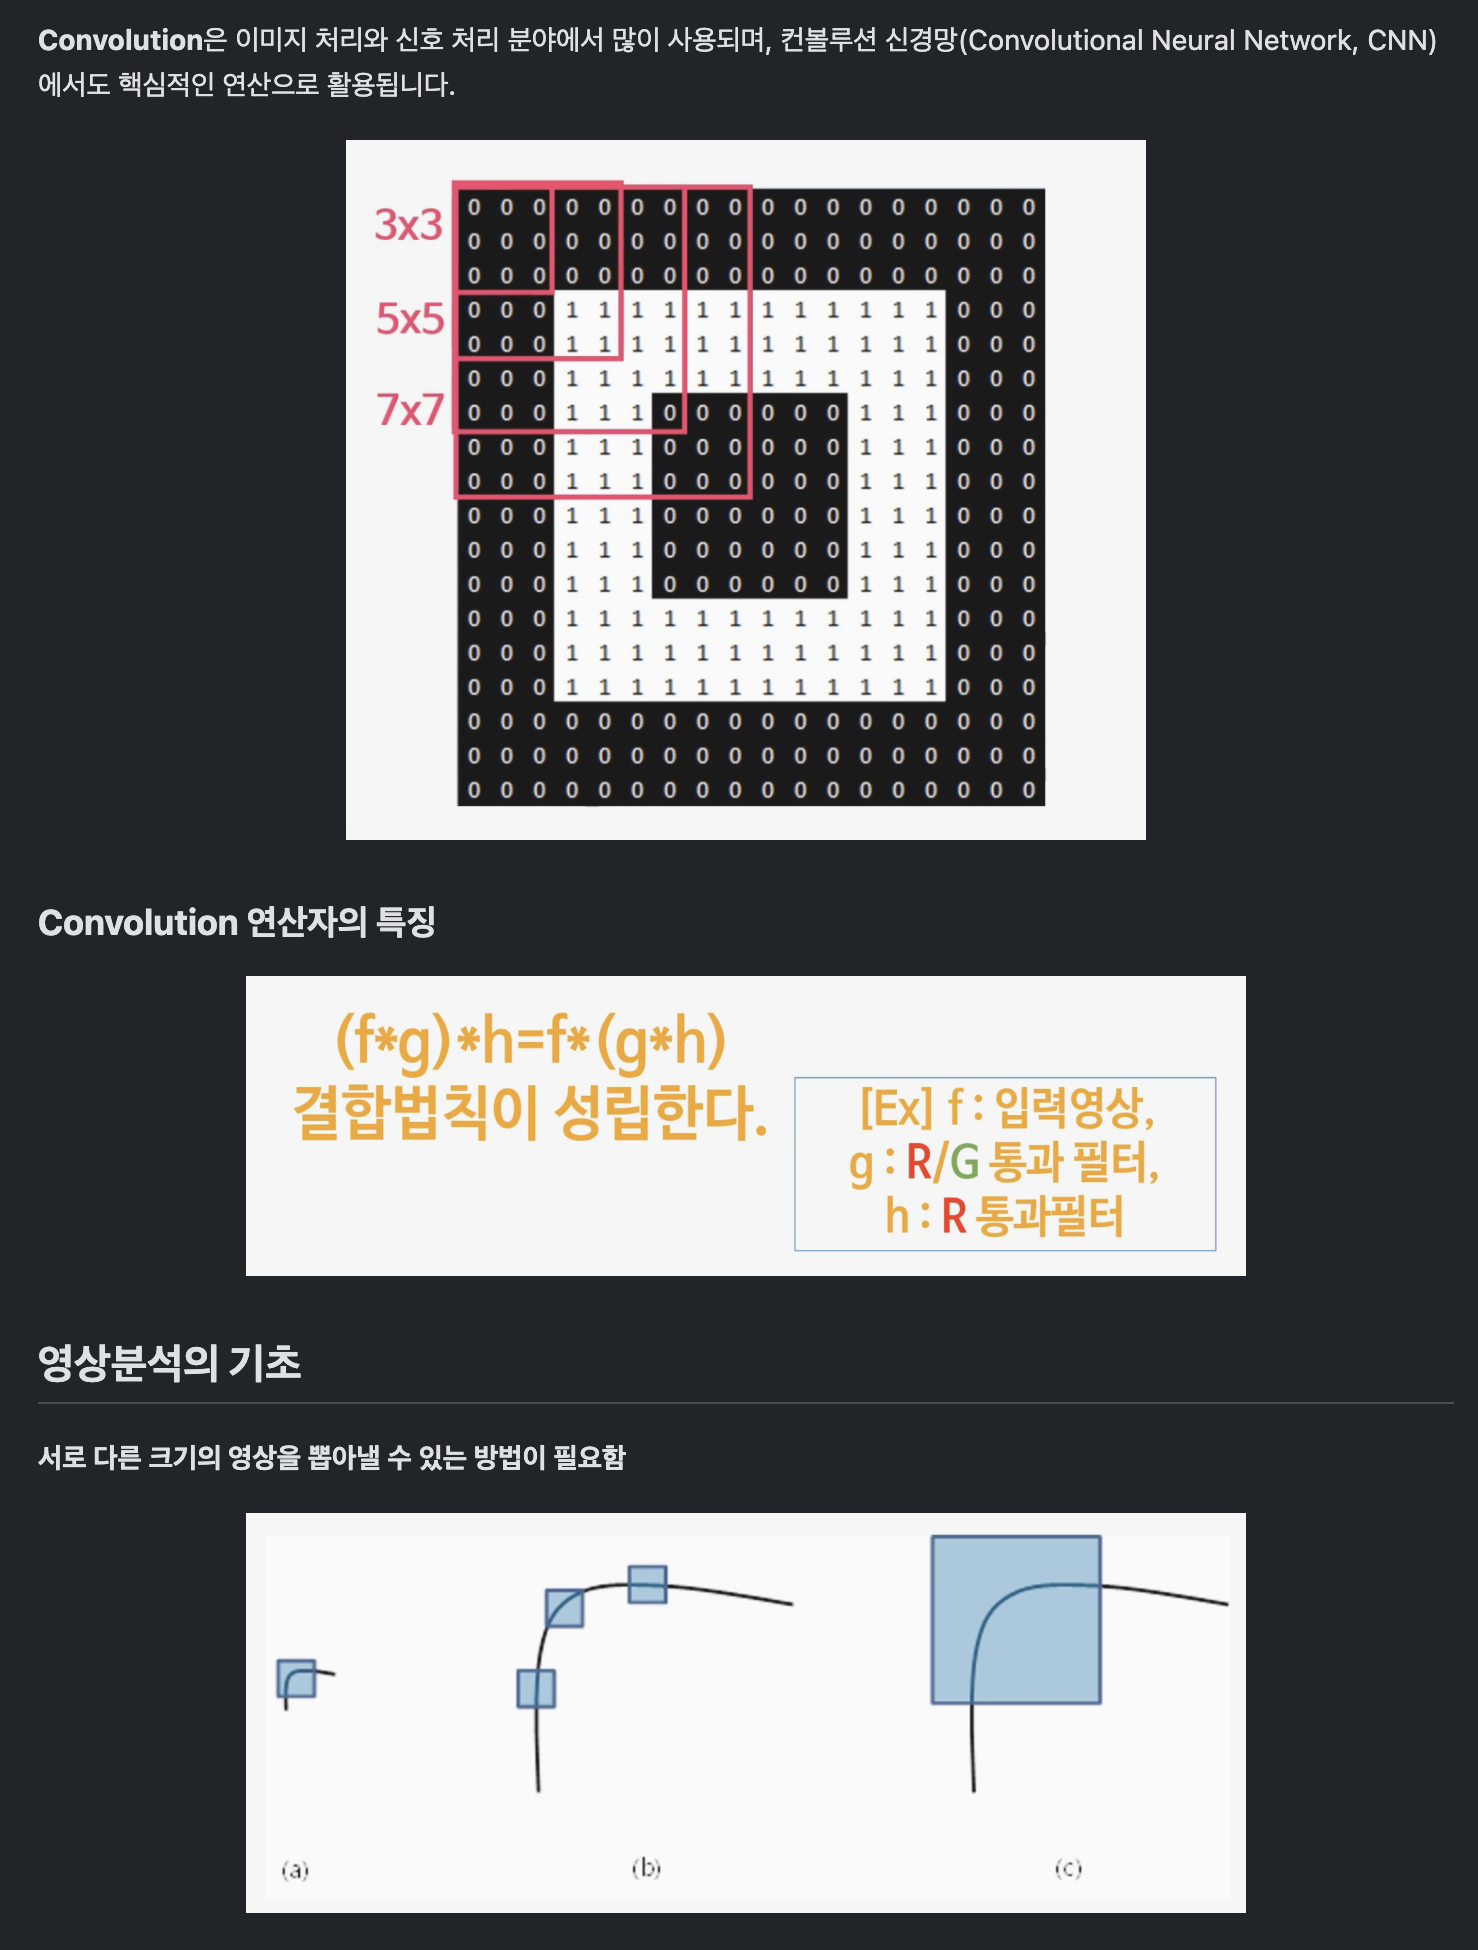 Convolution은 이미지 처리와 신호 처리 분야에서 많이 사용되며, 컨볼루션 신경망(Convolutional Neural Network, CNN)
에서도 핵심적인 연산으로 활용됩니다.
3x3
5x5
7x7
0 0 0 0 0 0 0 0 0 0 0 0 0 0 0 0 0 0
0 0 0 0 0 0 0 0 0 0 0 0 0 0 0 0 0 0
0 0 0 0 0 0 0 0 0 0 0 0 0 0 0 0 0 0
0 0 0 1 1 1 1 1 1 1 1 1 1 1 1 0 0 0
0 0 0 1 1 1 1 1 1 1 1 1 1 1 1 0 0 0
0 0 0 1 1 1 1 1 1 1 1 1 1 1 1 0 0 0
0 0 0 1 1 1 0 0 0 0 0 0 1 1 1 0 0 0
0 0 0 1 1 1 0 0 0 0 0 0 1 1 1 0 0 0
0 0 0 1 1 1 0 0 0 0 0 0 1 1 1 0 0 0
0 0 0 1 1 1 0 0 0 0 0 0 1 1 1 0 0 0
0 0 0 1 1 1 0 0 0 0 0 0 1 1 1 0 0 0
0 0 0 1 1 1 0 0 0 0 0 0 1 1 1 0 0 0
0 0 0 1 1 1 1 1 1 1 1 1 1 1 1 0 0 0
0 0 0 1 1 1 1 1 1 1 1 1 1 1 1 0 0 0
0 0 0 1 1 1 1 1 1 1 1 1 1 1 1 0 0 0
0 0 0 0 0 0 0 0 0 0 0 0 0 0 0 0 0 0
0 0 0 0 0 0 0 0 0 0 0 0 0 0 0 0 0 0
0 0 0 0 0 0 0 0 0 0 0 0 0 0 0 0 0 0
Convolution 연산자의 특징
(f*g)*h=f*(g*h)
결합법칙이 성립한다.
[Ex] f : 입력영상,
g : R/G 통과 필터,
h : R 통과필터
영상분석의 기초
서로 다른 크기의 영상을 뽑아낼 수 있는 방법이 필요함
(a)
(b)
(c)